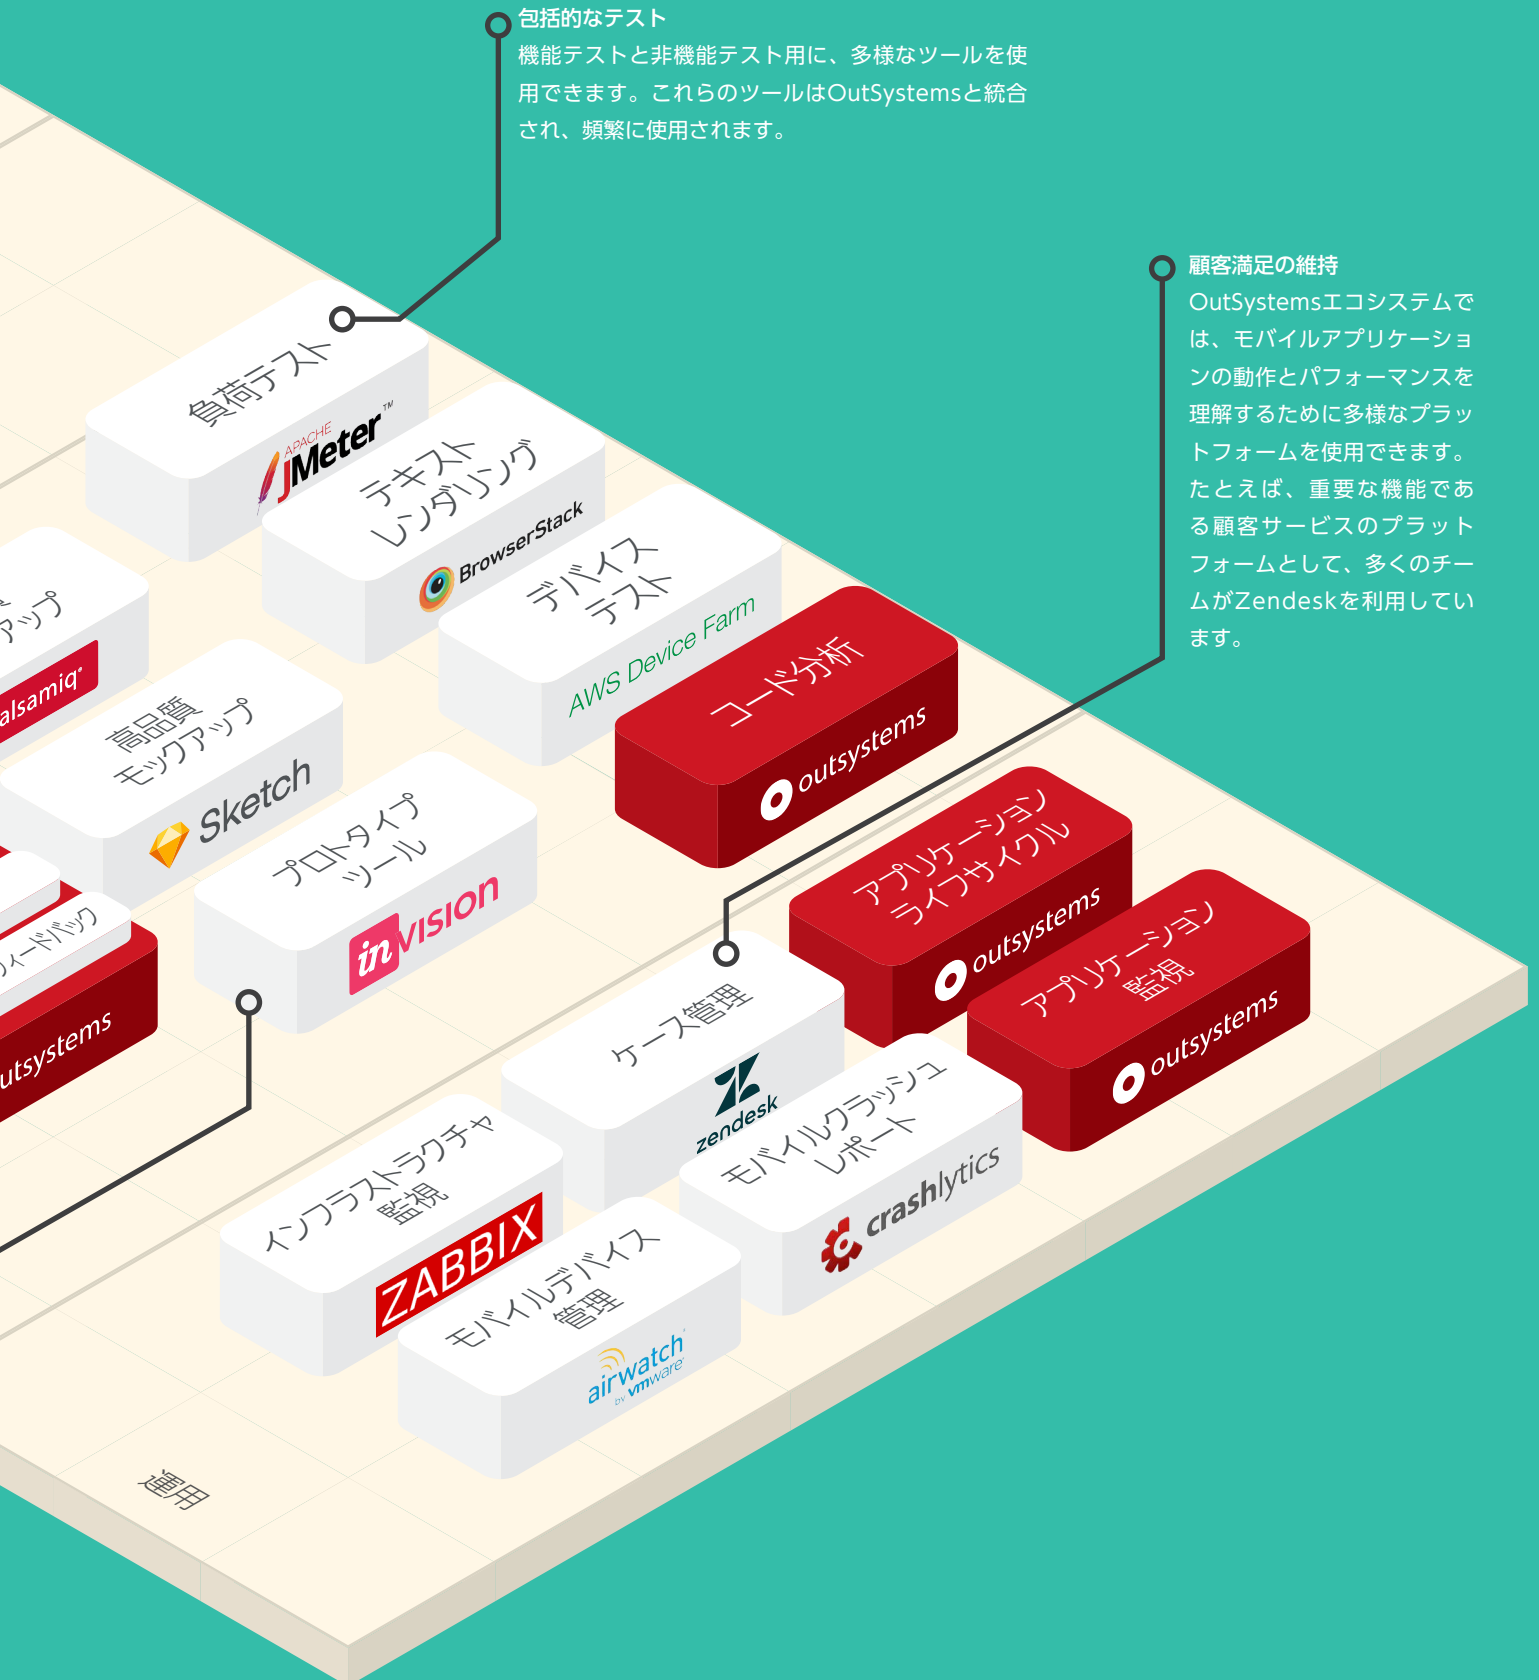 包括的なテスト
機能テストと非機能テスト用に、多様なツールを使
用できます。これらのツールはOutSystemsと統合
され、頻繁に使用されます。
顧客満足の維持
OutSystemsエコシステムで
は、モバイルアプリケーショ
ンの動作とパフォーマンスを
理解するために多様なプラッ
トフォームを使用できます。
たとえば、重要な機能であ
る顧客サービスのプラット
フォームとして、多くのチー
ムがZendeskを利用してい
ます。
負荷テスト
APACHE
JMeter™
テキスト
レンダリング
BrowserStack
デバイス
テスト
AWS Device Farm
コード分析
outsystems
アップ
alsamiq
高品質
モックアップ
Sketch
プロトタイプ
ツール
inVISION
ィードバック
utsystems
アプリケーション
ライフサイクル
outsystems
アプリケーション
監視
outsystems
ケース管理
zendesk
モバイルクラッシュ
レポート
crashlytics
インフラストラクチャ
監視
ZABBIX
モバイルデバイス
管理
airwatch
by vmware
運用